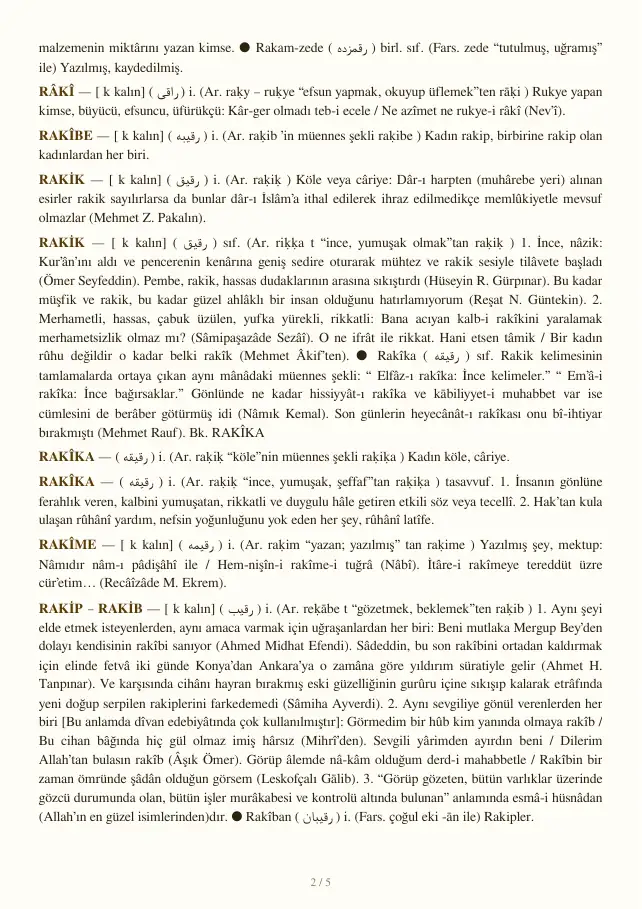 malzemenin miktârını yazan kimse. ● Rakam-zede ( رقمزده ) birl. sıf. (Fars. zede “tutulmuş, uğramış”
ile) Yazılmış, kaydedilmiş.
RÂKÎ — [ k kalın] ( راقى ) i. (Ar. raḳy – ruḳye “efsun yapmak, okuyup üflemek”ten rāḳі ) Rukye yapan
kimse, büyücü, efsuncu, üfürükçü: Kâr-ger olmadı teb-i ecele / Ne azîmet ne rukye-i râkî (Nev’î).
RAKÎBE — [ k kalın] ( رقيبه ) i. (Ar. raḳіb ’in müennes şekli raḳіbe ) Kadın rakip, birbirine rakip olan
kadınlardan her biri.
RAKİK — [ k kalın] ( رقيق ) i. (Ar. raḳіḳ ) Köle veya câriye: Dâr-ı harpten (muhârebe yeri) alınan
esirler rakik sayılırlarsa da bunlar dâr-ı İslâm’a ithal edilerek ihraz edilmedikçe memlûkiyetle mevsuf
olmazlar (Mehmet Z. Pakalın).
RAKİK — [ k kalın] ( رقيق ) sıf. (Ar. riḳḳa t “ince, yumuşak olmak”tan raḳіḳ ) 1. İnce, nâzik:
Kur’ân’ını aldı ve pencerenin kenârına geniş sedire oturarak mühtez ve rakik sesiyle tilâvete başladı
(Ömer Seyfeddin). Pembe, rakik, hassas dudaklarının arasına sıkıştırdı (Hüseyin R. Gürpınar). Bu kadar
müşfik ve rakik, bu kadar güzel ahlâklı bir insan olduğunu hatırlamıyorum (Reşat N. Güntekin). 2.
Merhametli, hassas, çabuk üzülen, yufka yürekli, rikkatli: Bana acıyan kalb-i rakîkini yaralamak
merhametsizlik olmaz mı? (Sâmipaşazâde Sezâî). O ne ifrât ile rikkat. Hani etsen tâmik / Bir kadın
rûhu değildir o kadar belki rakîk (Mehmet Âkif’ten). ● Rakîka ( رقيقه ) sıf. Rakik kelimesinin
tamlamalarda ortaya çıkan aynı mânâdaki müennes şekli: “ Elfâz-ı rakîka: İnce kelimeler.” “ Em’â-i
rakîka: İnce bağırsaklar.” Gönlünde ne kadar hissiyyât-ı rakîka ve kābiliyyet-i muhabbet var ise
cümlesini de berâber götürmüş idi (Nâmık Kemal). Son günlerin heyecânât-ı rakîkası onu bî-ihtiyar
bırakmıştı (Mehmet Rauf). Bk. RAKÎKA
RAKÎKA — ( رقيقه ) i. (Ar. raḳіḳ “köle”nin müennes şekli raḳіḳa ) Kadın köle, câriye.
RAKÎKA — ( رقيقه ) i. (Ar. raḳіḳ “ince, yumuşak, şeffaf”tan raḳіḳa ) tasavvuf. 1. İnsanın gönlüne
ferahlık veren, kalbini yumuşatan, rikkatli ve duygulu hâle getiren etkili söz veya tecellî. 2. Hak’tan kula
ulaşan rûhânî yardım, nefsin yoğunluğunu yok eden her şey, rûhânî latîfe.
RAKÎME — [ k kalın] ( رقيمه ) i. (Ar. raḳіm “yazan; yazılmış” tan raḳіme ) Yazılmış şey, mektup:
Nâmıdır nâm-ı pâdişâhî ile / Hem-nişîn-i rakîme-i tuğrâ (Nâbî). İtâre-i rakîmeye tereddüt üzre
cür’etim… (Recâîzâde M. Ekrem).
RAKİP – RAKİB — [ k kalın] ( رقيب ) i. (Ar. reḳābe t “gözetmek, beklemek”ten raḳіb ) 1. Aynı şeyi
elde etmek isteyenlerden, aynı amaca varmak için uğraşanlardan her biri: Beni mutlaka Mergup Bey’den
dolayı kendisinin rakîbi sanıyor (Ahmed Midhat Efendi). Sâdeddin, bu son rakîbini ortadan kaldırmak
için elinde fetvâ iki günde Konya’dan Ankara’ya o zamâna göre yıldırım süratiyle gelir (Ahmet H.
Tanpınar). Ve karşısında cihânı hayran bırakmış eski güzelliğinin gurûru içine sıkışıp kalarak etrâfında
yeni doğup serpilen rakiplerini farkedemedi (Sâmiha Ayverdi). 2. Aynı sevgiliye gönül verenlerden her
biri [Bu anlamda dîvan edebiyâtında çok kullanılmıştır]: Görmedim bir hûb kim yanında olmaya rakîb /
Bu cihan bâğında hiç gül olmaz imiş hârsız (Mihrî’den). Sevgili yârimden ayırdın beni / Dilerim
Allah’tan bulasın rakîb (Âşık Ömer). Görüp âlemde nâ-kâm olduğum derd-i mahabbetle / Rakîbin bir
zaman ömründe şâdân olduğun görsem (Leskofçalı Gālib). 3. “Görüp gözeten, bütün varlıklar üzerinde
gözcü durumunda olan, bütün işler murâkabesi ve kontrolü altında bulunan” anlamında esmâ-i hüsnâdan
(Allah’ın en güzel isimlerinden)dır. ● Rakîban ( رقيبان ) i. (Fars. çoğul eki -ān ile) Rakipler.
2 / 5